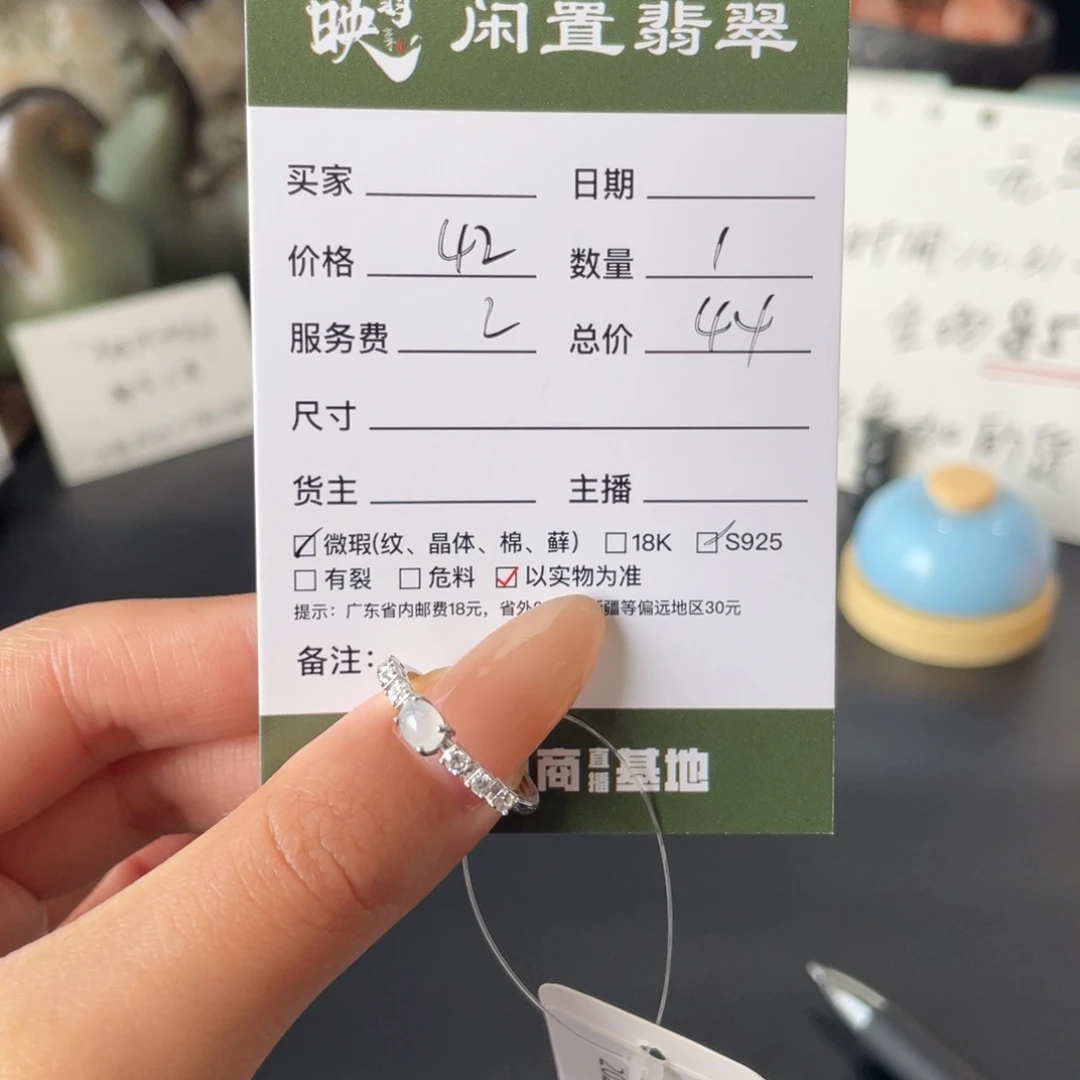 映翡 闲置翡翠
买家 日期
价格 42 数量 1
服务费 2 总价 44
尺寸
货主 主播
微瑕(纹、晶体、棉、藓) 18K S925
有裂 危料 以实物为准
提示：广东省内邮费18元，省外 疆等偏远地区30元
备注：
商直播基地